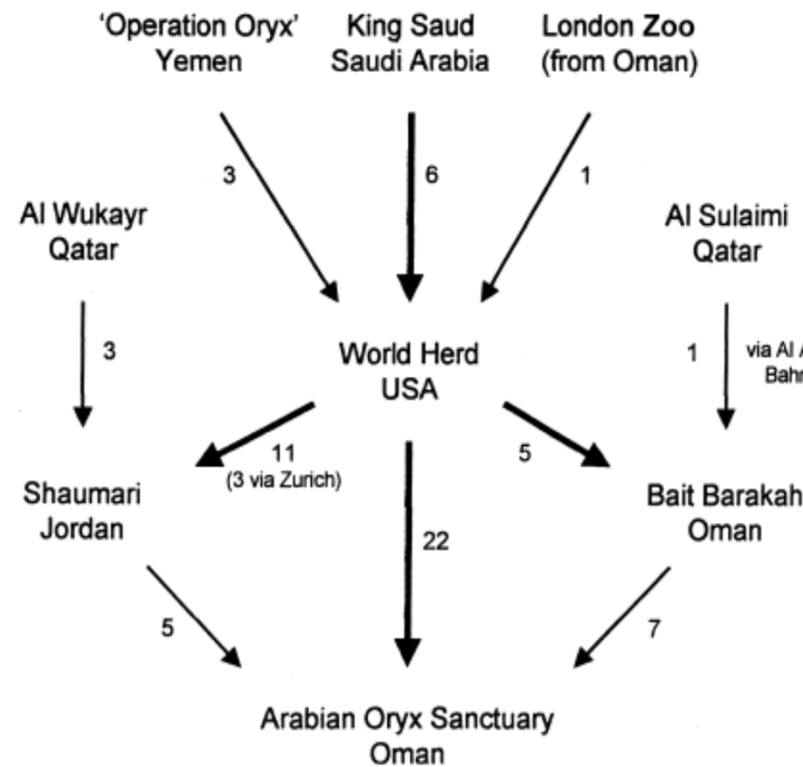 ‘Operation Oryx’
Yemen
King Saud
Saudi Arabia
London Zoo
(from Oman)
3
6
1
Al Wukayr
Qatar
Al Sulaimi
Qatar
3
World Herd
USA
1
via Al
11
(3 via Zurich)
5
Shaumari
Jordan
22
Bait Barakah
Oman
5
7
Arabian Oryx Sanctuary
Oman